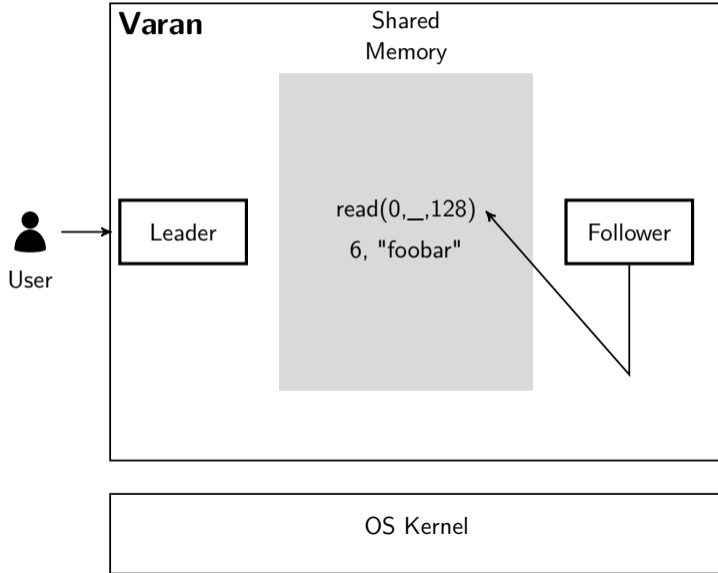 Varan
Shared
Memory
read(0,_,128)
6, "foobar"
Leader
Follower
User
OS Kernel